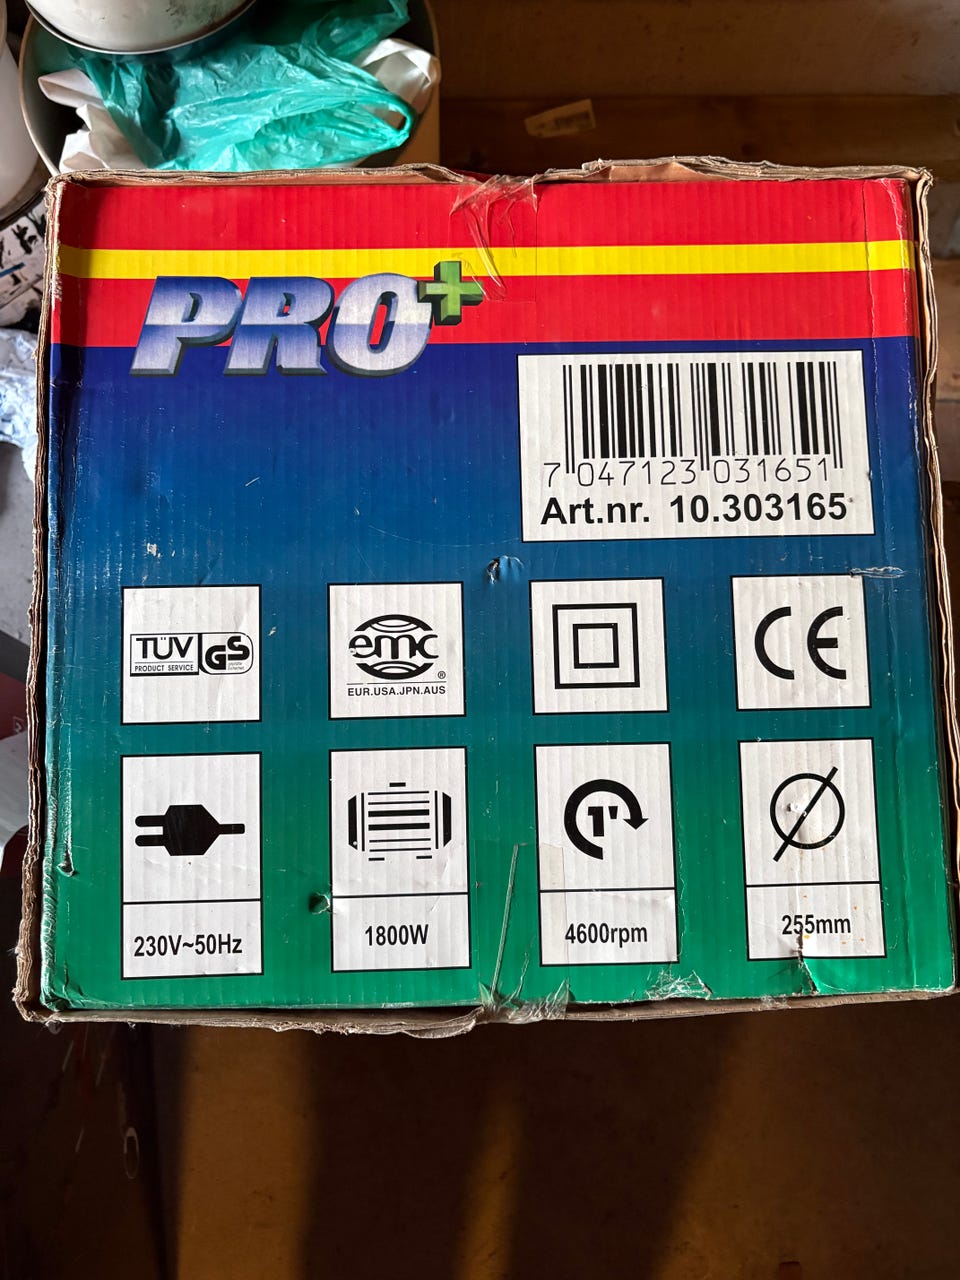 PRO+
7 047123 031651
Art.nr. 10.303165
TÜV GS
PRODUCT SERVICE
emc
®
EUR.USA.JPN.AUS
CE
1'
230V~50Hz
1800W
4600rpm
255mm